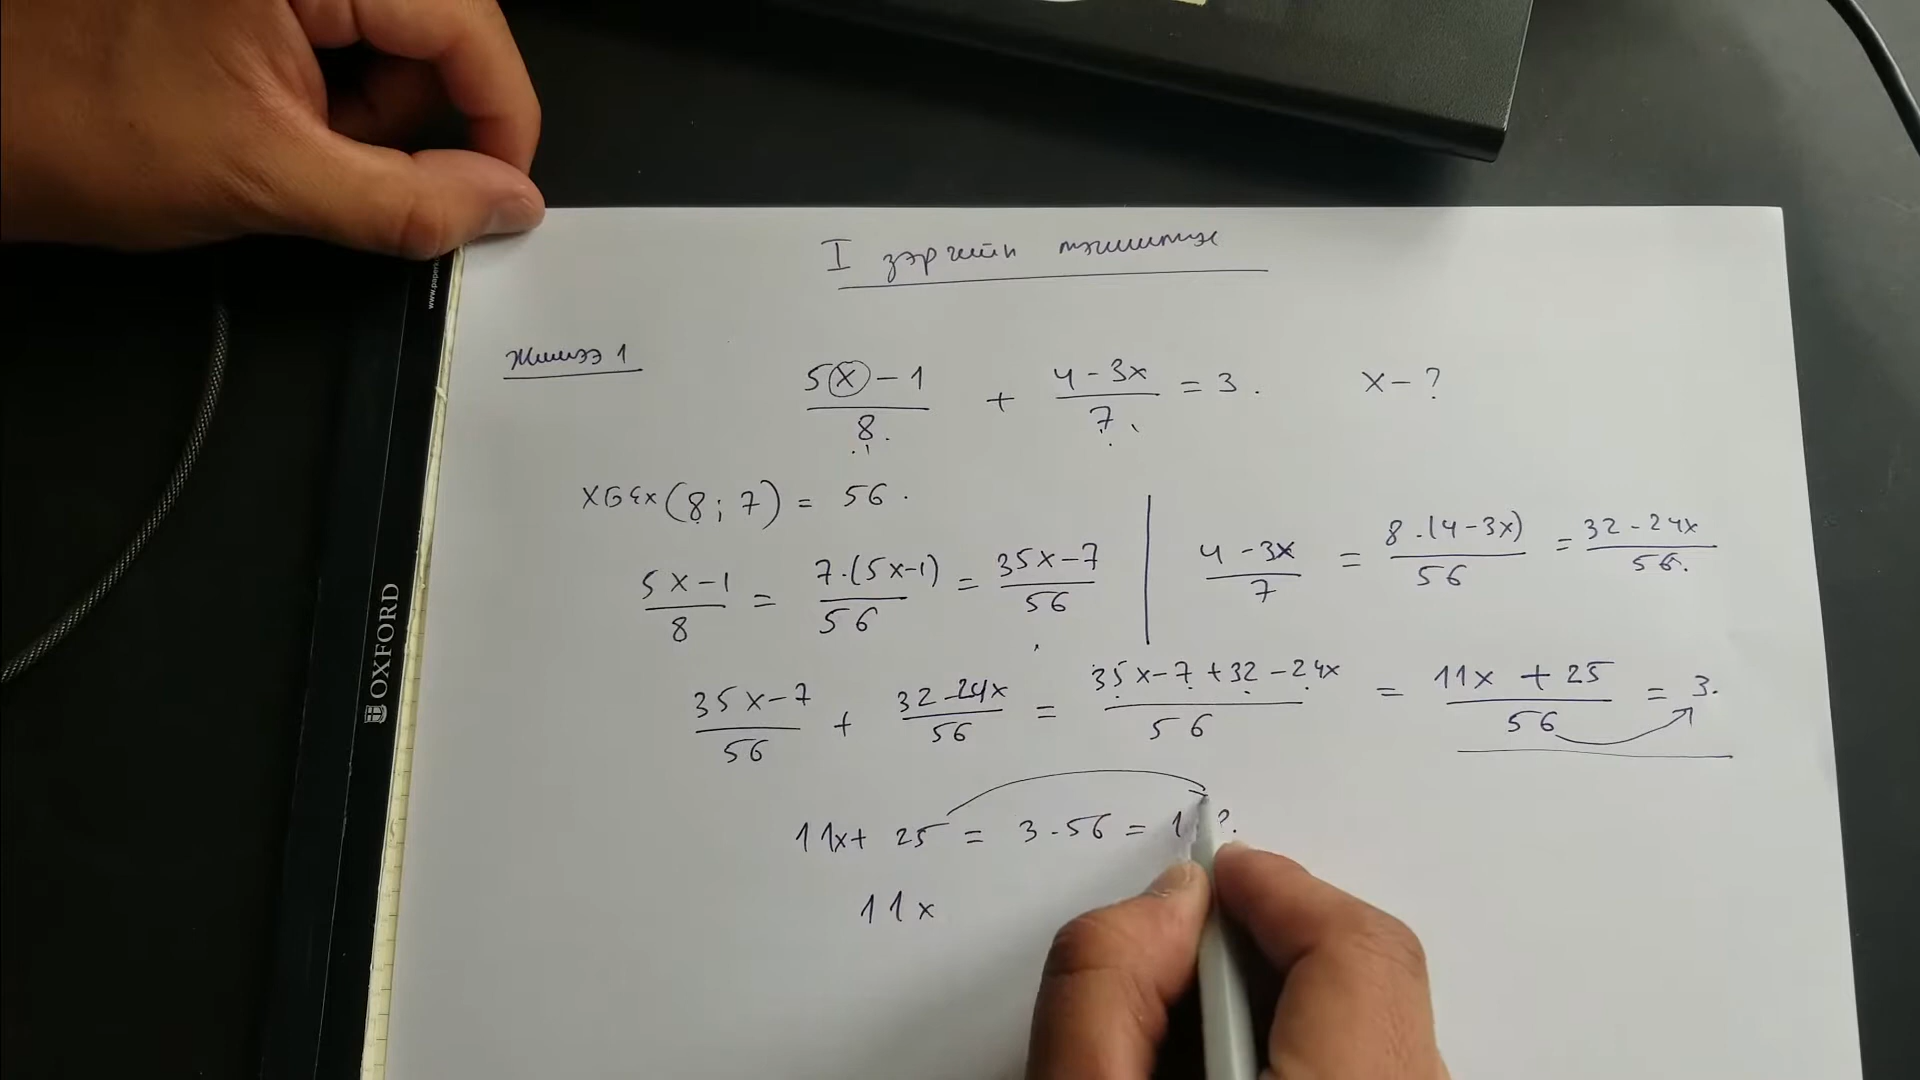 I зэргийн тэгшитгэл
Жишээ 1
(5x-1)/8 + (4-3x)/7 = 3. x-?
ХБЕХ(8;7) = 56.
(5x-1)/8 = (7·(5x-1))/56 = (35x-7)/56 | (4-3x)/7 = (8·(4-3x))/56 = (32-24x)/56.
(35x-7)/56 + (32-24x)/56 = (35x-7+32-24x)/56 = (11x+25)/56 = 3.
11x+ 25 = 3·56 =
11x
OXFORD